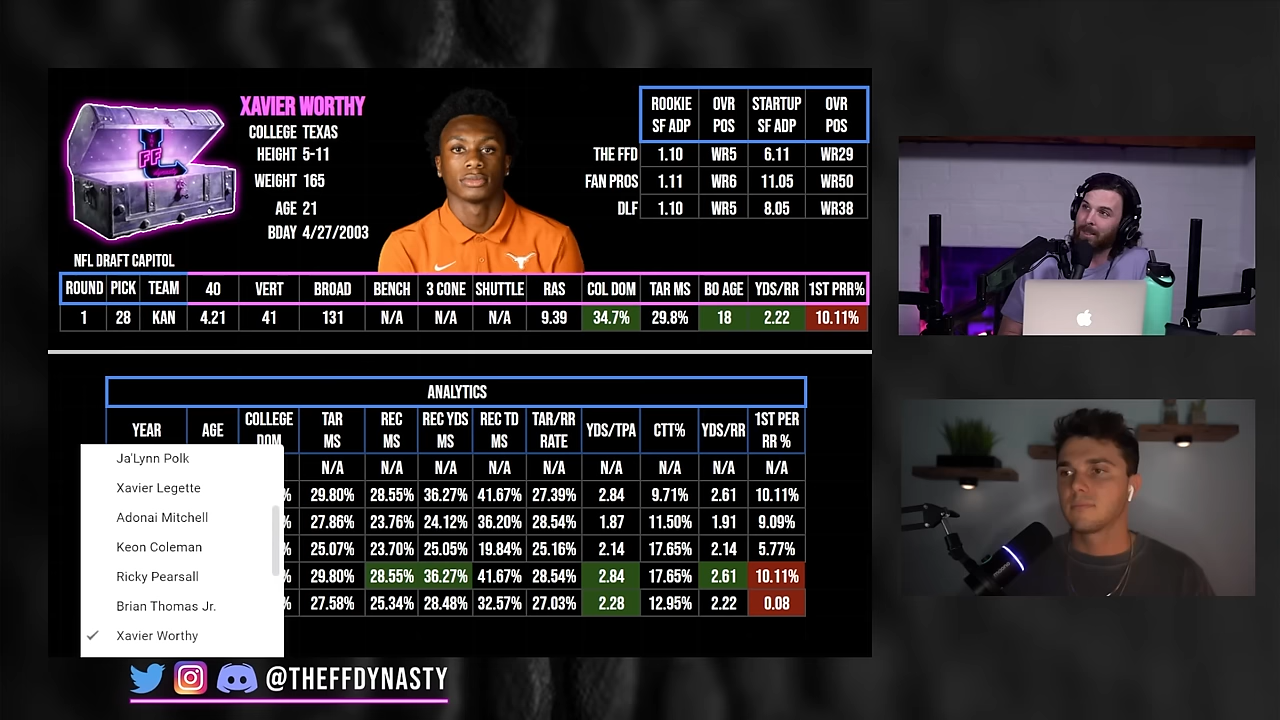 XAVIER WORTHY
COLLEGE TEXAS
HEIGHT 5-11
WEIGHT 165
AGE 21
BDAY 4/27/2003
FF
dynasty
ROOKIE SF ADP OVR POS STARTUP SF ADP OVR POS
THE FFD 1.10 WR5 6.11 WR29
FAN PROS 1.11 WR6 11.05 WR50
DLF 1.10 WR5 8.05 WR38
NFL DRAFT CAPITOL
ROUND PICK TEAM 40 VERT BROAD BENCH 3 CONE SHUTTLE RAS COL DOM TAR MS BO AGE YDS/RR 1ST PRR%
1 28 KAN 4.21 41 131 N/A N/A N/A 9.39 34.7% 29.8% 18 2.22 10.11%
ANALYTICS
YEAR AGE COLLEGE DOM TAR MS REC MS REC YDS MS REC TD MS TAR/RR RATE YDS/TPA CTT% YDS/RR 1ST PER RR %
N/A N/A N/A N/A N/A N/A N/A N/A N/A
% 29.80% 28.55% 36.27% 41.67% 27.39% 2.84 9.71% 2.61 10.11%
% 27.86% 23.76% 24.12% 36.20% 28.54% 1.87 11.50% 1.91 9.09%
% 25.07% 23.70% 25.05% 19.84% 25.16% 2.14 17.65% 2.14 5.77%
% 29.80% 28.55% 36.27% 41.67% 28.54% 2.84 17.65% 2.61 10.11%
% 27.58% 25.34% 28.48% 32.57% 27.03% 2.28 12.95% 2.22 0.08
Ja'Lynn Polk
Xavier Legette
Adonai Mitchell
Keon Coleman
Ricky Pearsall
Brian Thomas Jr.
Xavier Worthy
@THEFFDYNASTY